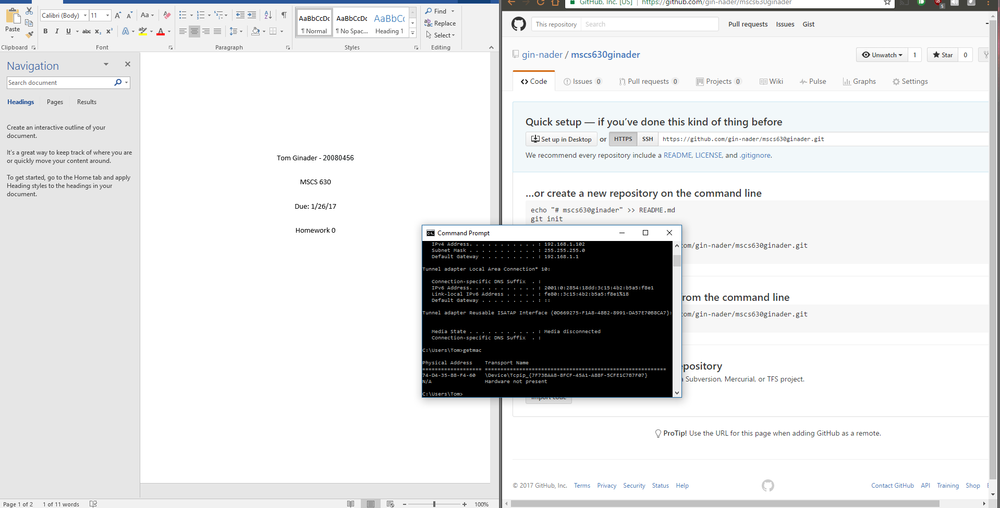 Paste
Clipboard
Calibri (Body)
11
A A Aa
B I U abc x₂ x² A A
Font
Paragraph
AaBbCcDc AaBbCcDc AaBbCc
¶ Normal ¶ No Spac... Heading 1
Styles
Find
Replace
Select
Editing
Navigation
Search document
Headings Pages Results
Create an interactive outline of your
document.
It's a great way to keep track of where you are
or quickly move your content around.
To get started, go to the Home tab and apply
Heading styles to the headings in your
document.
Tom Ginader - 20080456
MSCS 630
Due: 1/26/17
Homework 0
Page 1 of 2 1 of 11 words
100%
GitHub, Inc. [US] | https://github.com/gin-nader/mscs630ginader
5
This repository Search
Pull requests Issues Gist
gin-nader / mscs630ginader
Unwatch 1 Star 0
Code Issues 0 Pull requests 0 Projects 0 Wiki Pulse Graphs Settings
Quick setup — if you've done this kind of thing before
Set up in Desktop or HTTPS SSH https://github.com/gin-nader/mscs630ginader.git
We recommend every repository include a README, LICENSE, and .gitignore.
...or create a new repository on the command line
echo "# mscs630ginader" >> README.md
git init
om/gin-nader/mscs630ginader.git
rom the command line
om/gin-nader/mscs630ginader.git
pository
a Subversion, Mercurial, or TFS project.
Import code
ProTip! Use the URL for this page when adding GitHub as a remote.
© 2017 GitHub, Inc. Terms Privacy Security Status Help
Contact GitHub API Training Shop
Command Prompt
IPv4 Address. . . . . . . . . . . : 192.168.1.102
Subnet Mask . . . . . . . . . . . : 255.255.255.0
Default Gateway . . . . . . . . . : 192.168.1.1
Tunnel adapter Local Area Connection* 10:
Connection-specific DNS Suffix . :
IPv6 Address. . . . . . . . . . . : 2001:0:2854:18dd:3c15:4b2:b5a5:f8e1
Link-local IPv6 Address . . . . . : fe80::3c15:4b2:b5a5:f8e1%18
Default Gateway . . . . . . . . . : ::
Tunnel adapter Reusable ISATAP Interface {0D669275-F1A8-48B2-8991-DA57E70B8CA7}:
Media State . . . . . . . . . . . : Media disconnected
Connection-specific DNS Suffix . :
C:\Users\Tom>getmac
Physical Address Transport Name
=================== ==========================================================
74-D4-35-88-F4-60 \Device\Tcpip_{7F73BAA8-8FCF-45A1-A88F-5CFE1C7B7F07}
N/A Hardware not present
C:\Users\Tom>